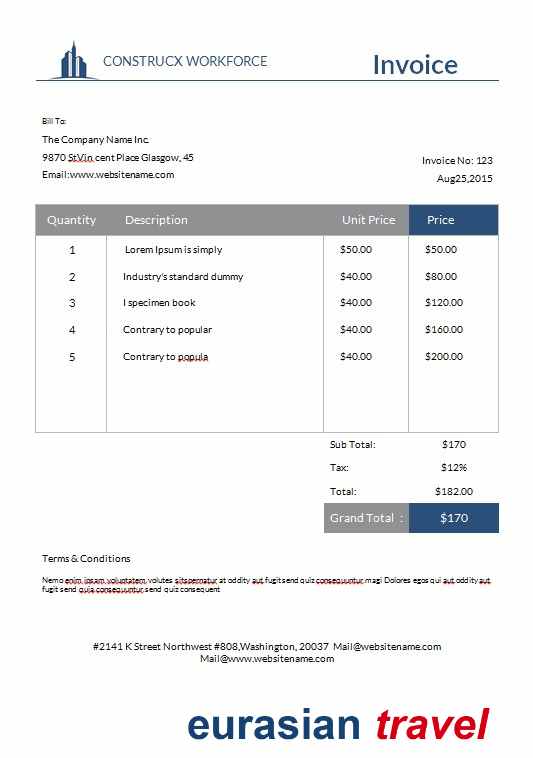 CONSTRUCX WORKFORCE Invoice
Bill To:
The Company Name Inc.
9870 St.Vin cent Place Glasgow, 45
Email:www.websitename.com
Invoice No: 123
Aug25,2015
Quantity Description Unit Price Price
1 Lorem Ipsum is simply $50.00 $50.00
2 Industry's standard dummy $40.00 $80.00
3 I specimen book $40.00 $120.00
4 Contrary to popular $40.00 $160.00
5 Contrary to popula $40.00 $200.00
Sub Total: $170
Tax: $12%
Total: $182.00
Grand Total : $170
Terms & Conditions
Nemo enim ipsam voluptatem volutes sitspernatur at oddity aut fugit send quiz consequuntur magi Dolores egos qui aut oddity aut
fugit send quia consequuntur send quiz consequent
#2141 K Street Northwest #808,Washington, 20037 Mail@websitename.com
Mail@www.websitename.com
eurasian travel